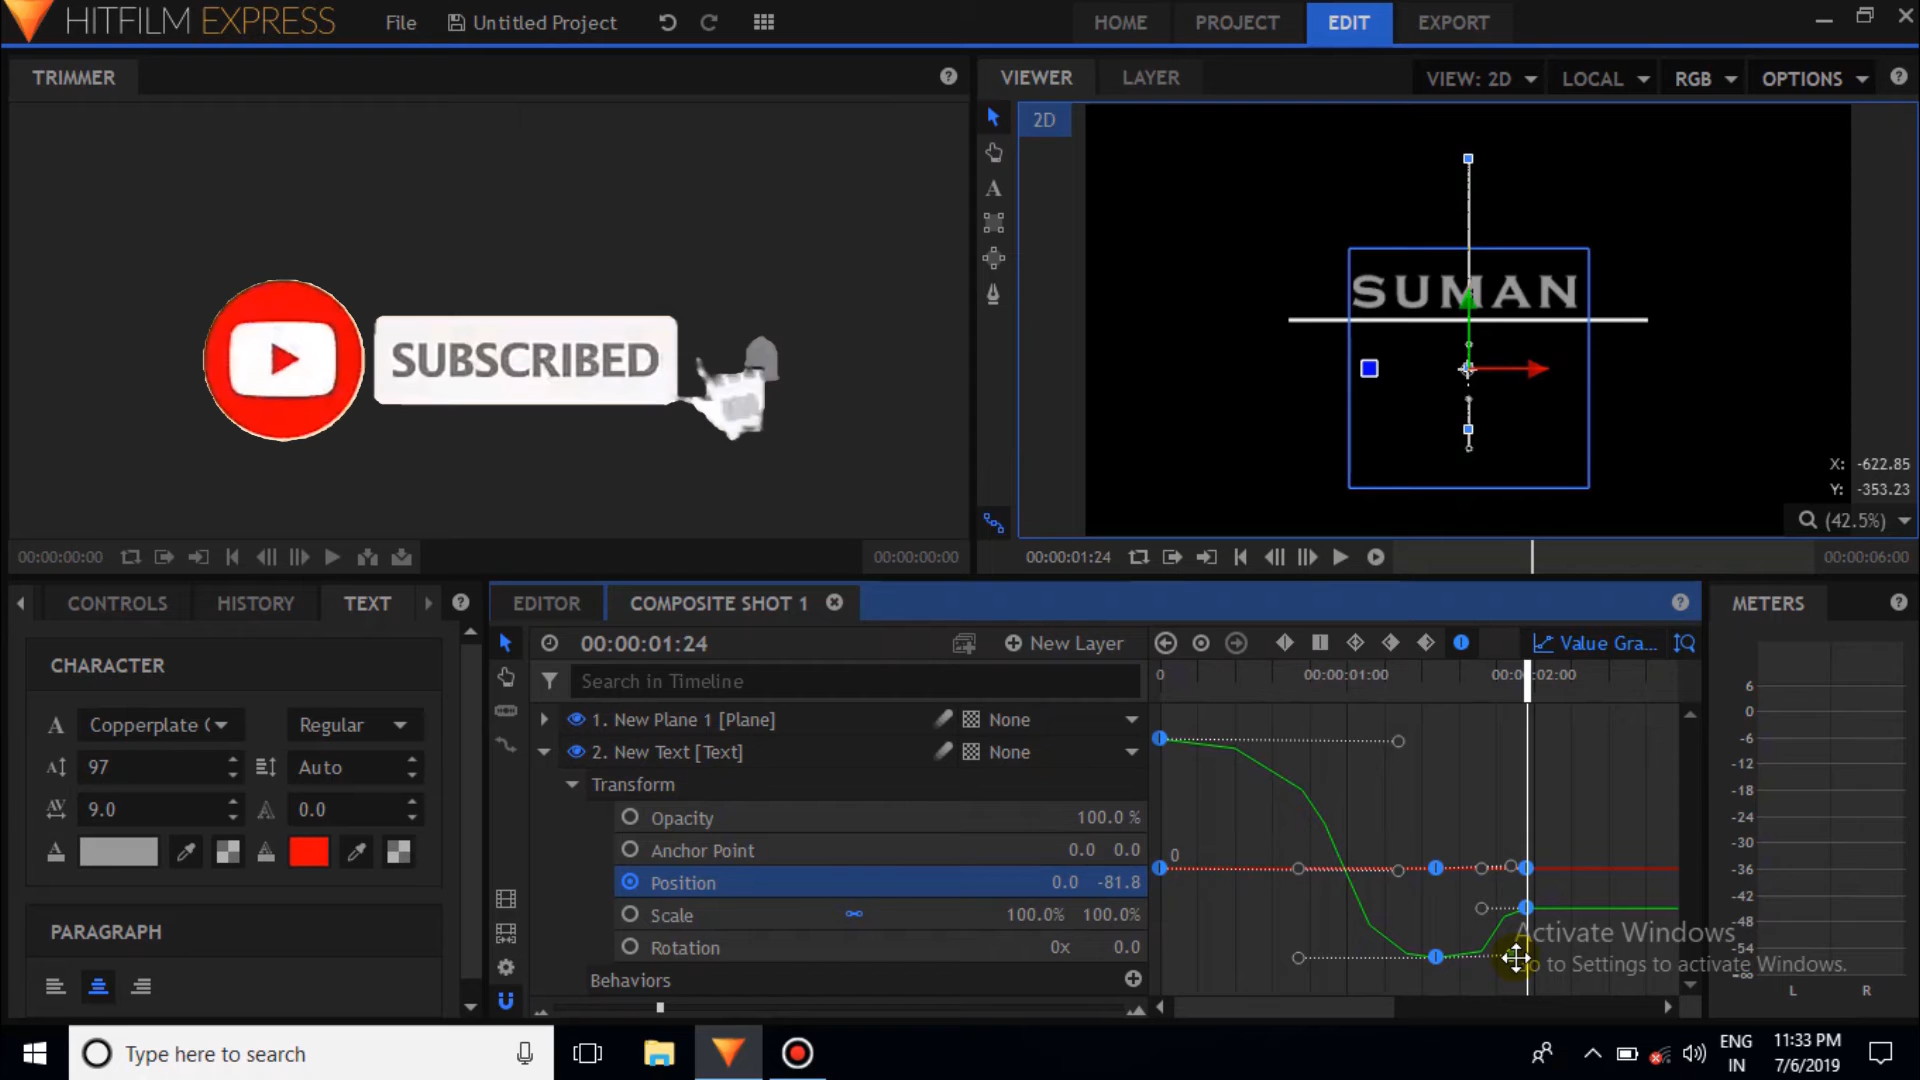 HITFILM EXPRESS
File
Untitled Project
HOME
PROJECT
EDIT
EXPORT
TRIMMER
VIEWER
LAYER
VIEW: 2D
LOCAL
RGB
OPTIONS
2D
SUBSCRIBED
SUMAN
X: -622.85
Y: -353.23
(42.5%)
00:00:00:00
00:00:00:00
00:00:01:24
00:00:06:00
CONTROLS
HISTORY
TEXT
EDITOR
COMPOSITE SHOT 1
METERS
00:00:01:24
New Layer
Value Gra...
CHARACTER
Search in Timeline
0
00:00:01:00
1. New Plane 1 [Plane]
None
Copperplate
Regular
2. New Text [Text]
None
97
Auto
Transform
9.0
0.0
Opacity
100.0 %
Anchor Point
0.0 0.0
0
Position
0.0 -81.8
Scale
100.0% 100.0%
Rotation
0x 0.0
Behaviors
PARAGRAPH
6
0
-6
-12
-18
-24
-30
-36
-42
-48
-54
-∞
L R
Activate Windows
Go to Settings to activate Windows.
Type here to search
ENG
IN
11:33 PM
7/6/2019